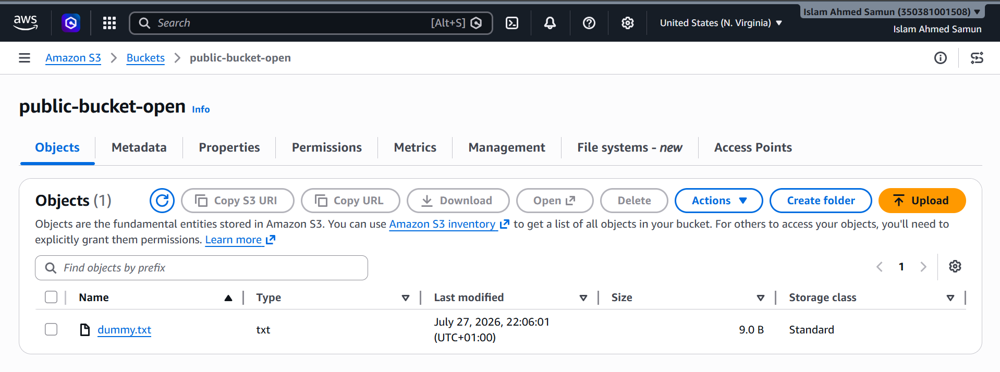 aws
Search [Alt+S]
United States (N. Virginia)
Islam Ahmed Samun (350381001508)
Islam Ahmed Samun
Amazon S3
Buckets
public-bucket-open
public-bucket-open Info
Objects
Metadata
Properties
Permissions
Metrics
Management
File systems - new
Access Points
Objects (1)
Copy S3 URI
Copy URL
Download
Open
Delete
Actions
Create folder
Upload
Objects are the fundamental entities stored in Amazon S3. You can use Amazon S3 inventory to get a list of all objects in your bucket. For others to access your objects, you'll need to
explicitly grant them permissions. Learn more
Find objects by prefix
1
Name Type Last modified Size Storage class
dummy.txt txt July 27, 2026, 22:06:01 (UTC+01:00) 9.0 B Standard